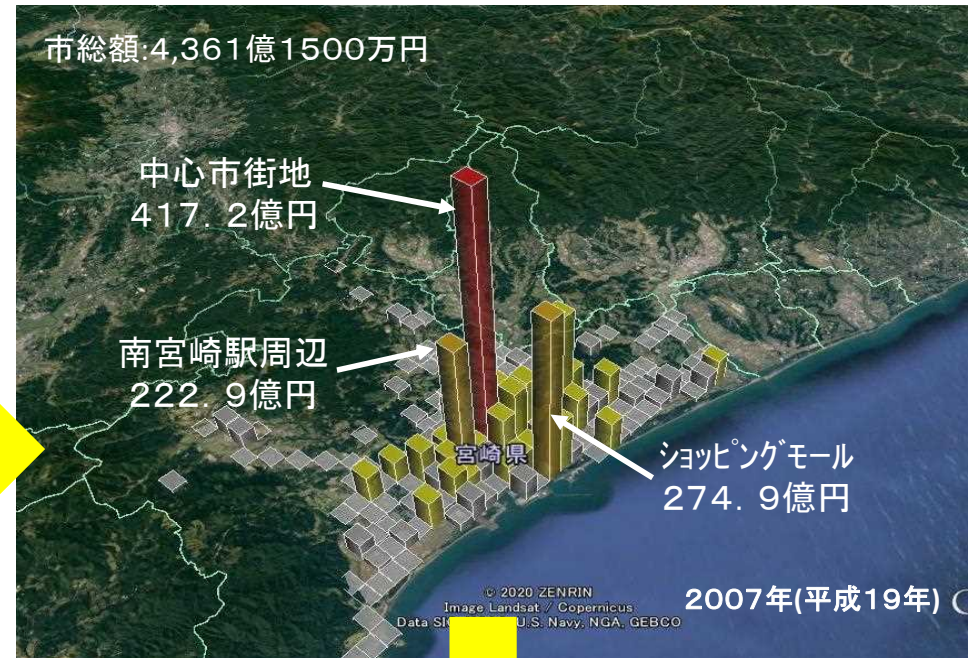 市総額:4,361億1500万円
中心市街地
417.2億円
南宮崎駅周辺
222.9億円
宮崎県
ショッピングモール
274.9億円
© 2020 ZENRIN
Image Landsat / Copernicus
2007年(平成19年)
Data U.S. Navy, NGA, GEBCO